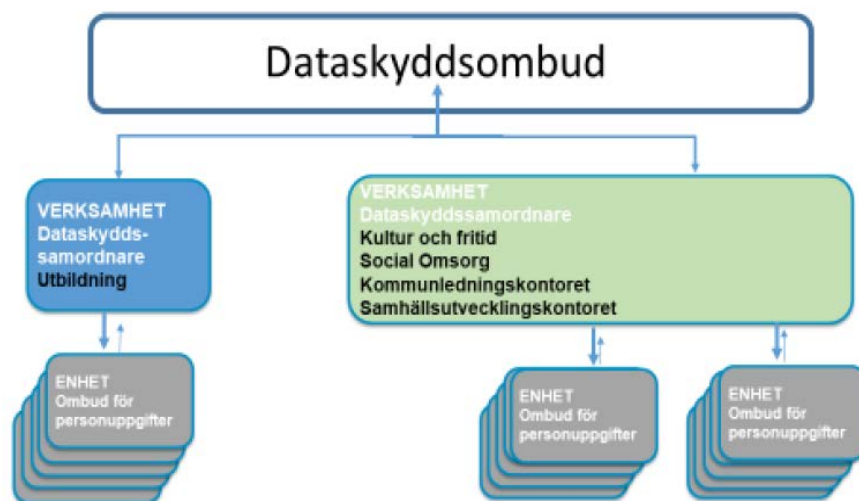 Dataskyddsombud
VERKSAMHET
Dataskydds-
samordnare
Utbildning
VERKSAMHET
Dataskyddssamordnare
Kultur och fritid
Social Omsorg
Kommunledningskontoret
Samhällsutvecklingskontoret
ENHET
Ombud för
personuppgifter
ENHET
Ombud för
personuppgifter
ENHET
Ombud för
personuppgifter